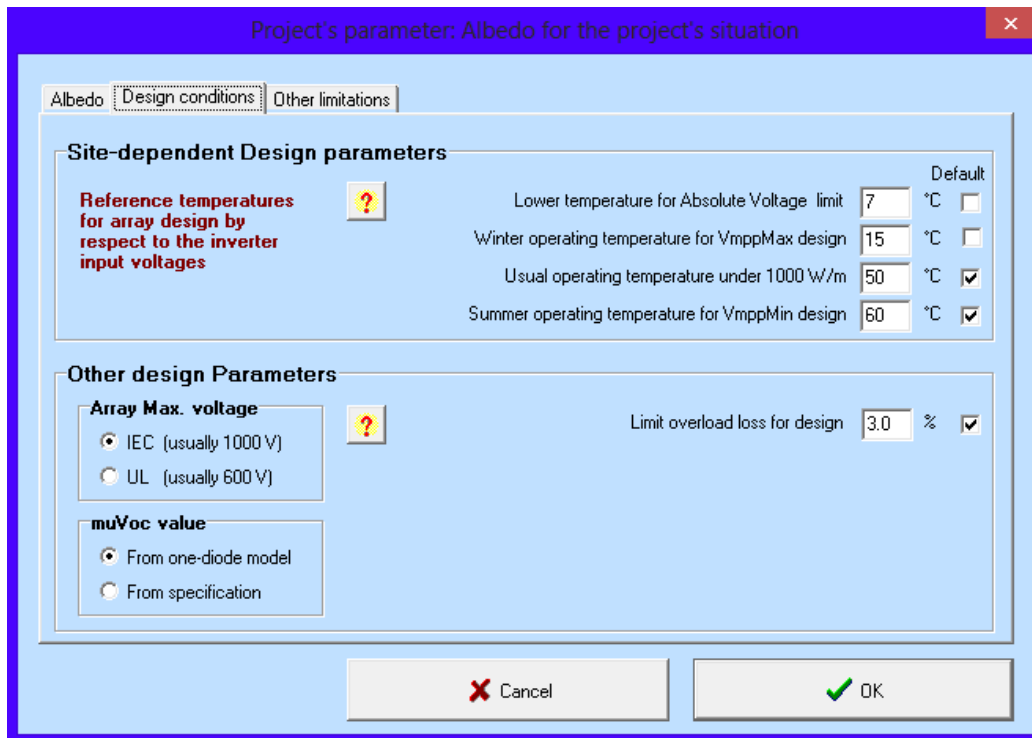 Project's parameter: Albedo for the project's situation
Albedo Design conditions Other limitations
Site-dependent Design parameters
Default
Reference temperatures
for array design by
respect to the inverter
input voltages
?
Lower temperature for Absolute Voltage limit 7 °C
Winter operating temperature for VmppMax design 15 °C
Usual operating temperature under 1000 W/m 50 °C
Summer operating temperature for VmppMin design 60 °C
Other design Parameters
Array Max. voltage
IEC (usually 1000 V)
UL (usually 600 V)
?
Limit overload loss for design 3.0 %
muVoc value
From one-diode model
From specification
Cancel
OK